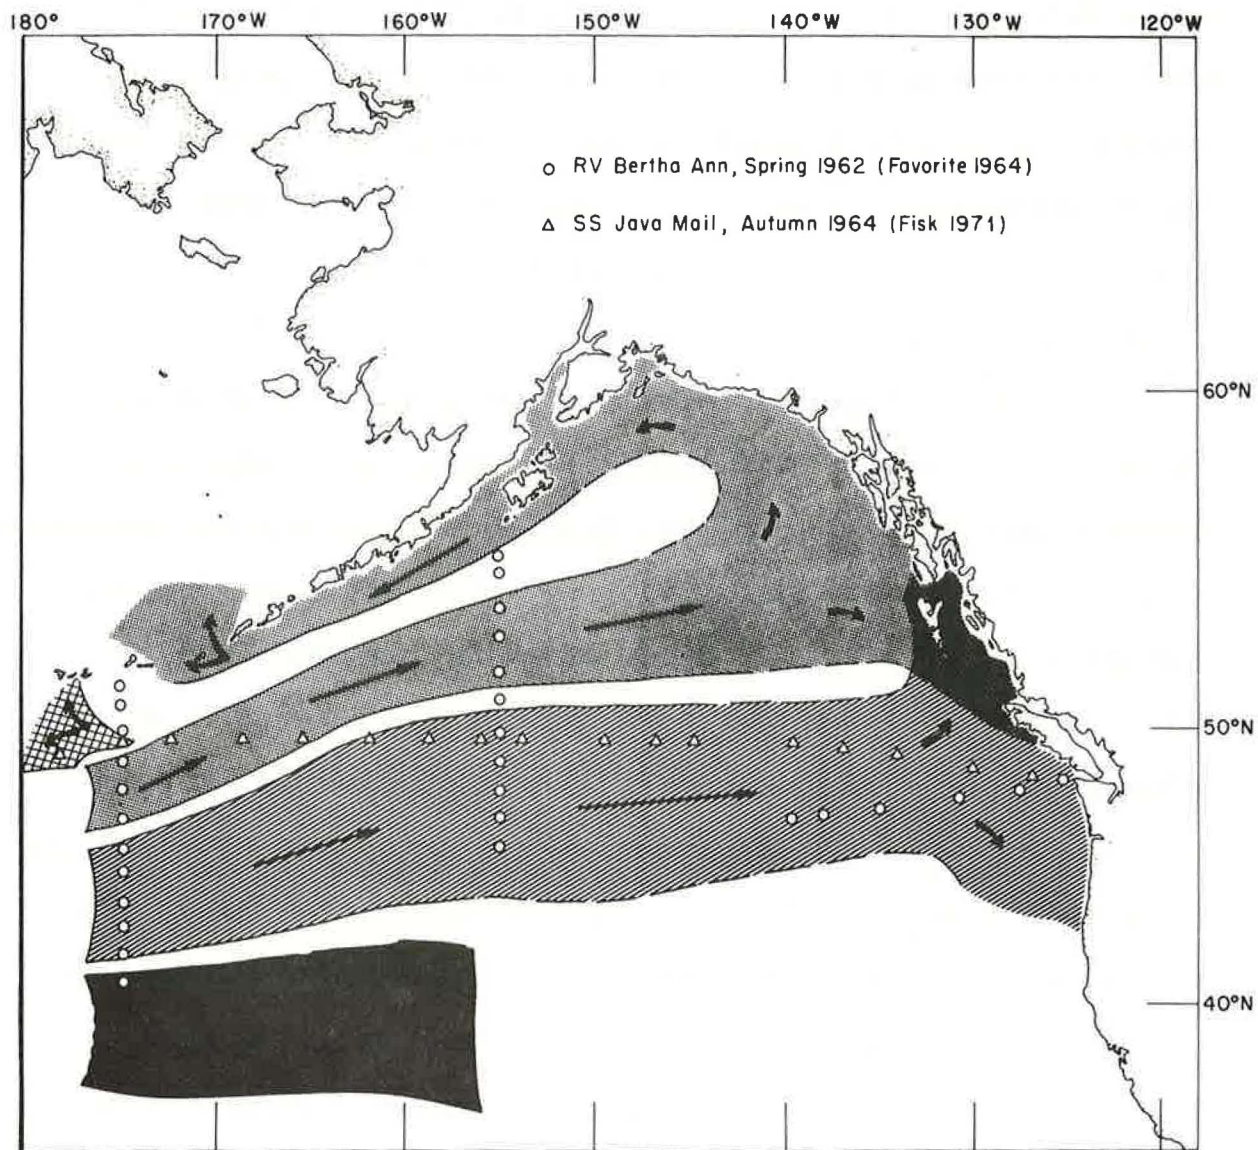 180° 170°W 160°W 150°W 140°W 130°W 120°W
RV Bertha Ann, Spring 1962 (Favorite 1964)
SS Java Mail, Autumn 1964 (Fisk 1971)
60°N
50°N
40°N